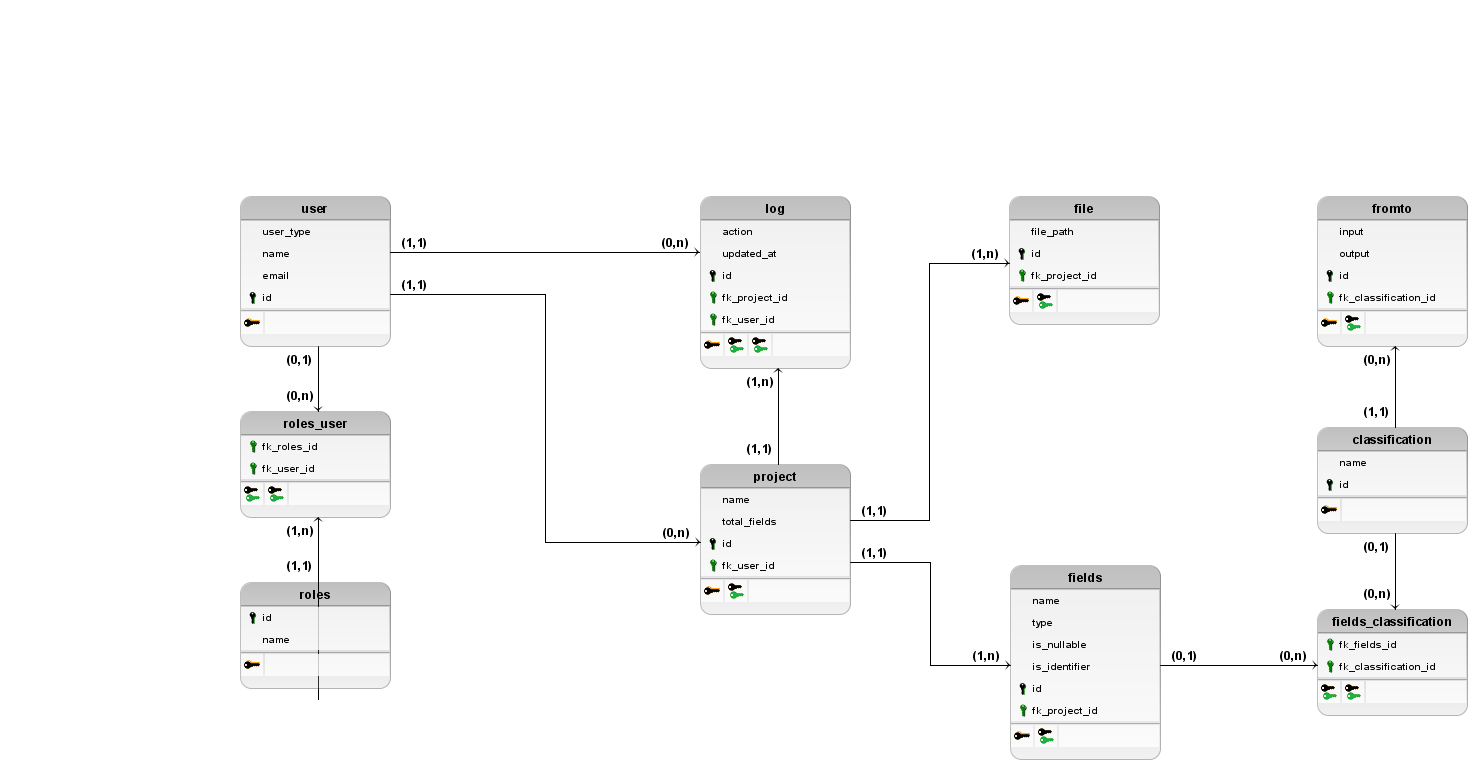 user
user_type
name
email
id
(1,1)
(0,n)
(1,1)
log
action
updated_at
id
fk_project_id
fk_user_id
file
file_path
id
fk_project_id
(1,n)
fromto
input
output
id
fk_classification_id
(0,1)
(0,n)
roles_user
fk_roles_id
fk_user_id
(1,n)
(1,1)
roles
id
name
(1,n)
(1,1)
project
name
total_fields
id
fk_user_id
(0,n)
(1,1)
(1,1)
(0,n)
(1,1)
classification
name
id
(0,1)
(0,n)
fields
name
type
is_nullable
is_identifier
id
fk_project_id
(1,n)
(0,1)
(0,n)
fields_classification
fk_fields_id
fk_classification_id